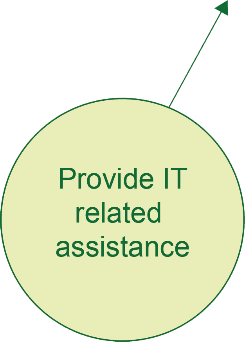 Provide IT
related
assistance